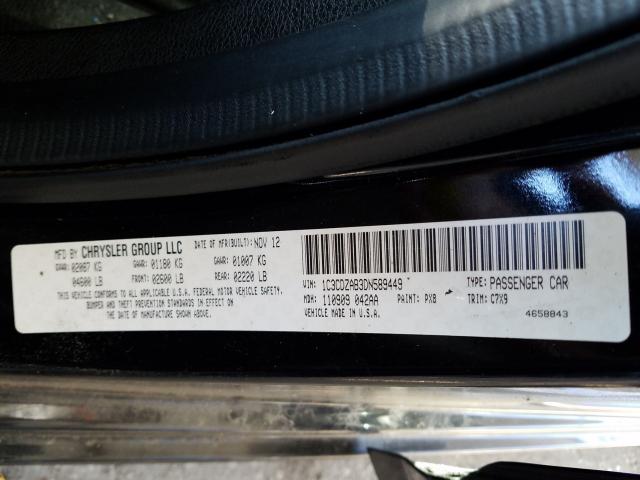 MFD BY CHRYSLER GROUP LLC DATE OF MFR(BUILT): NOV 12
GVWR: 02087 KG GAWR: 01180 KG GAWR: 01007 KG
04600 LB FRONT: 02600 LB REAR: 02220 LB
THIS VEHICLE CONFORMS TO ALL APPLICABLE U.S.A. FEDERAL MOTOR VEHICLE SAFETY,
BUMPER AND THEFT PREVENTION STANDARDS IN EFFECT ON
THE DATE OF MANUFACTURE SHOWN ABOVE.
VIN: 1C3CDZAB3DN589449 TYPE: PASSENGER CAR
MDH: 110909 042AA PAINT: PX8 TRIM: C7X9
VEHICLE MADE IN U.S.A. 4658843